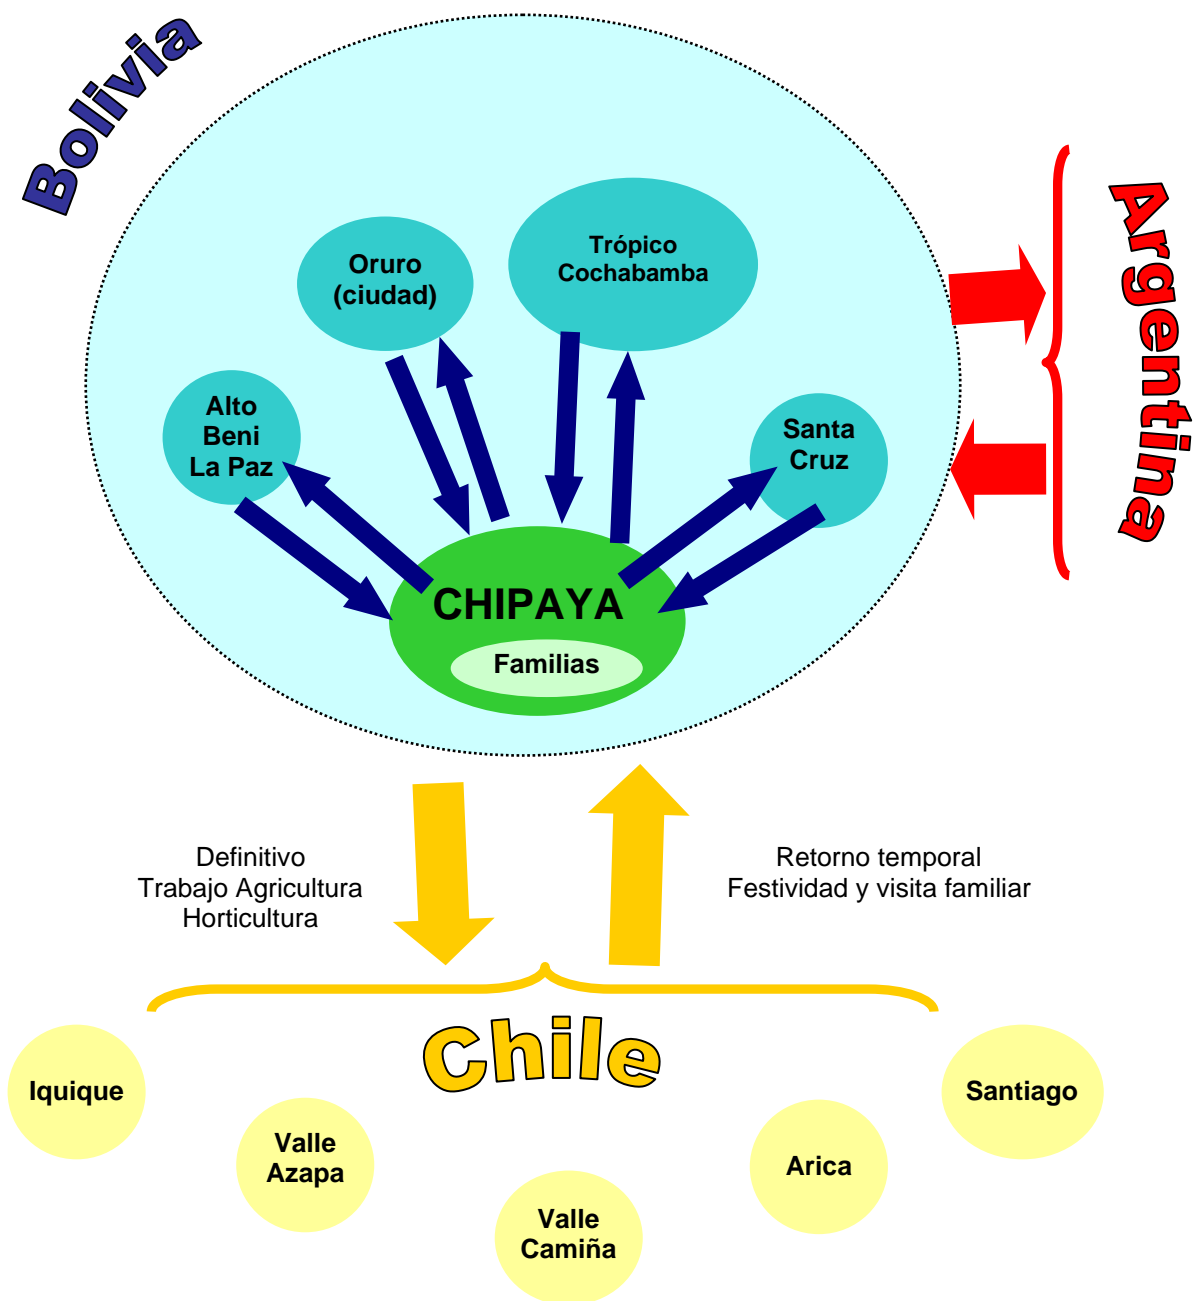 Bolivia
Argentina
Trópico
Cochabamba
Oruro
(ciudad)
Alto
Beni
La Paz
Santa
Cruz
CHIPAYA
Familias
Definitivo
Trabajo Agricultura
Horticultura
Retorno temporal
Festividad y visita familiar
Chile
Iquique
Valle
Azapa
Valle
Camiña
Arica
Santiago